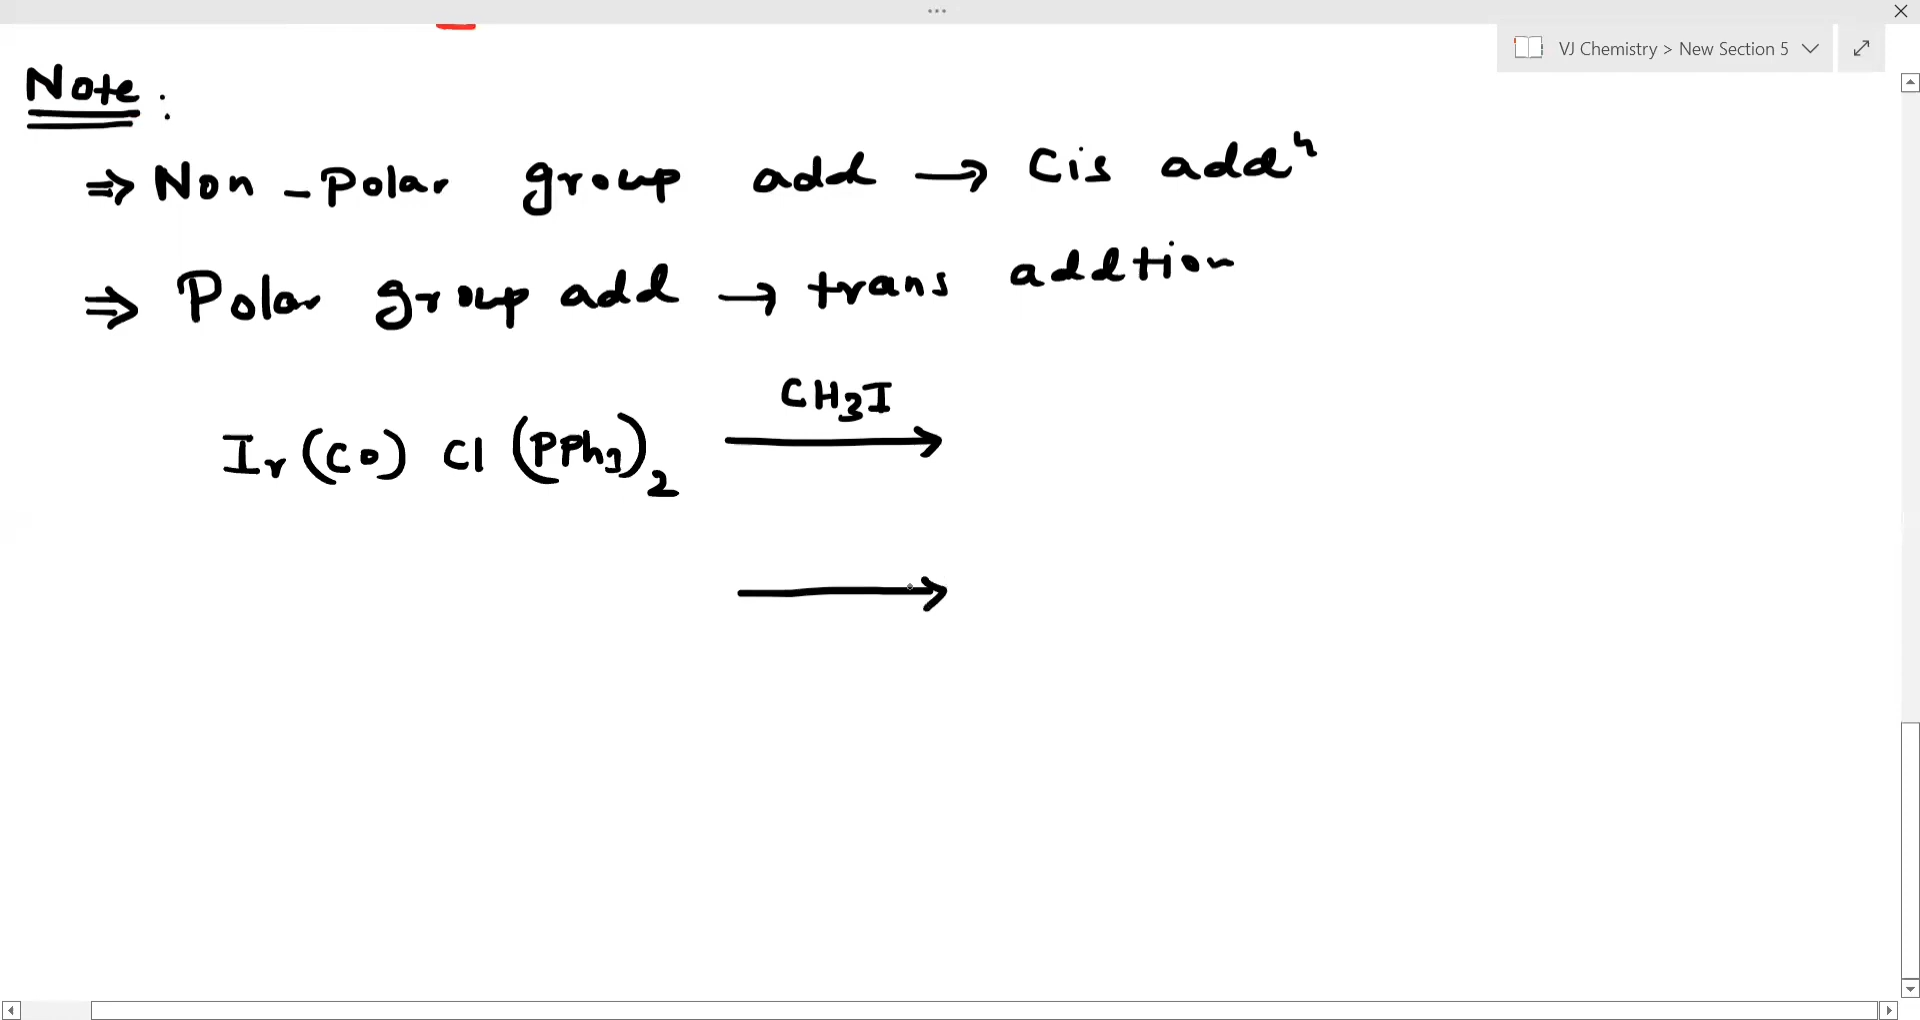 VJ Chemistry > New Section 5
Note :
⇒ Non-Polar group add → Cis addⁿ
⇒ Polar group add → trans addtion
CH₃I
Ir(CO) Cl (PPh₃)₂ →
→